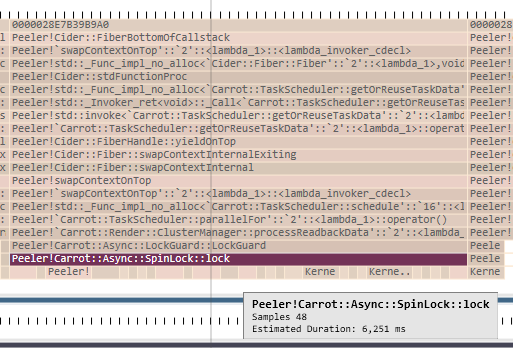 0000028E7B39B9A0 0000028
Peeler!Cider::FiberBottomOfCallstack Peeler!
Peeler!`swapContextOnTop'::`2'::<lambda_1>::<lambda_invoker_cdecl> Peeler!
Peeler!std::_Func_impl_no_alloc<`Cider::Fiber::Fiber'::`2'::<lambda_1>,void Peeler!
Peeler!Cider::stdFunctionProc Peeler!
Peeler!std::_Func_impl_no_alloc<`Carrot::TaskScheduler::getOrReuseTaskData' Peeler!
Peeler!std::_Invoker_ret<void>::_Call<`Carrot::TaskScheduler::getOrReuseTas Peeler!
Peeler!std::invoke<`Carrot::TaskScheduler::getOrReuseTaskData'::`2'::<lambd Peeler!
Peeler!`Carrot::TaskScheduler::getOrReuseTaskData'::`2'::<lambda_1>::operat Peeler!
Peeler!Cider::FiberHandle::yieldOnTop Peeler!
Peeler!Cider::swapContextInternalExiting Peeler!
Peeler!Cider::swapContextInternal Peeler!
Peeler!swapContextOnTop Peeler!
Peeler!`swapContextOnTop'::`2'::<lambda_1>::<lambda_invoker_cdecl> Peeler!
Peeler!std::_Func_impl_no_alloc<`Carrot::TaskScheduler::schedule'::`16'::<l Peeler!
Peeler!`Carrot::TaskScheduler::parallelFor'::`2'::<lambda_1>::operator() Peeler!
Peeler!`Carrot::Render::ClusterManager::processReadbackData'::`2'::<lambda_ Peeler!
Peeler!Carrot::Async::LockGuard::LockGuard Peele
Peeler!Carrot::Async::SpinLock::lock Peele
Peeler! Kerne Kerne.. Kerne
Peeler!Carrot::Async::SpinLock::lock
Samples 48
Estimated Duration: 6,251 ms